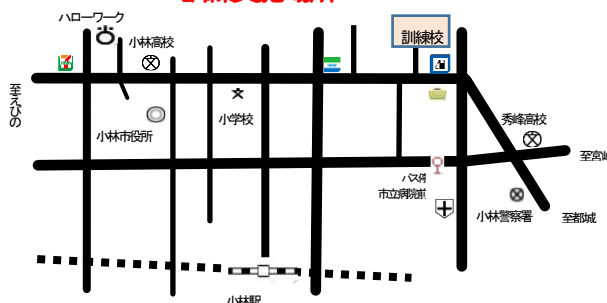 ハローワーク
小林高校
訓練校
至えびの
小林市役所
小学校
秀峰高校
至宮崎
バス停
市立病院前
小林警察署
至都城
小林駅